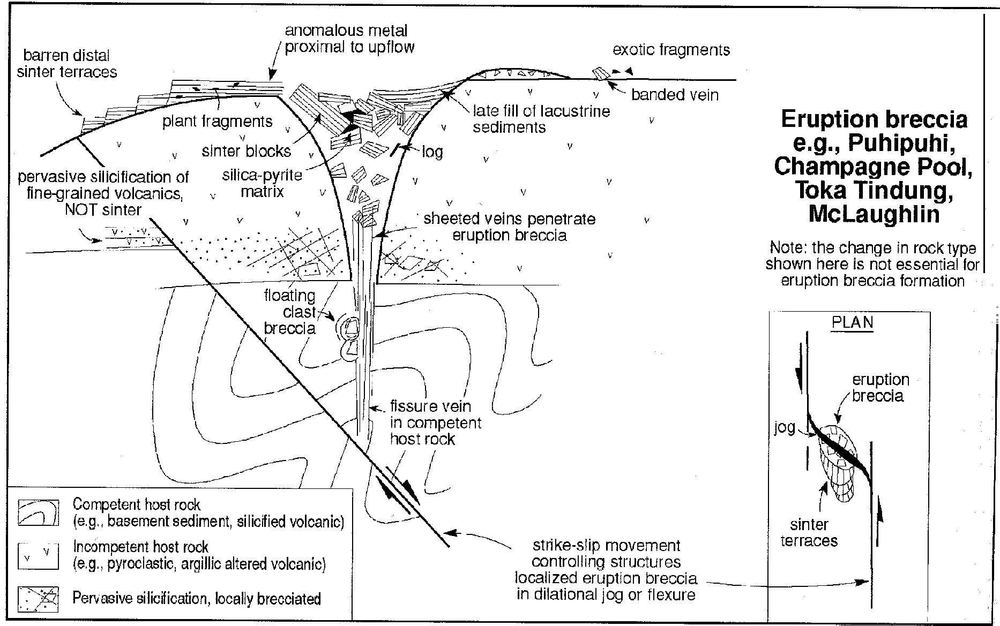 anomalous metal
proximal to upflow
barren distal
sinter terraces
exotic fragments
banded vein
plant fragments
late fill of lacustrine
sediments
sinter blocks
log
silica-pyrite
matrix
pervasive silicification of
fine-grained volcanics,
NOT sinter
sheeted veins penetrate
eruption breccia
floating
clast
breccia
fissure vein
in competent
host rock
strike-slip movement
controlling structures
localized eruption breccia
in dilational jog or flexure
Eruption breccia
e.g., Puhipuhi,
Champagne Pool,
Toka Tindung,
McLaughlin
Note: the change in rock type
shown here is not essential for
eruption breccia formation
PLAN
eruption
breccia
jog
sinter
terraces
Competent host rock
(e.g., basement sediment, silicified volcanic)
Incompetent host rock
(e.g., pyroclastic, argillic altered volcanic)
Pervasive silicification, locally brecciated